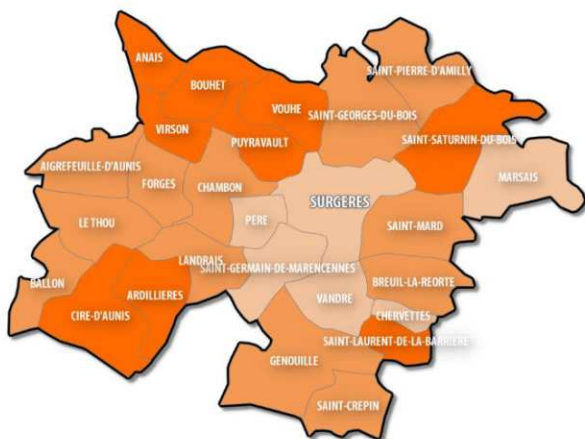 ANAIS
BOUHET
VOUHE
SAINT-PIERRE-D'AMILLY
SAINT-GEORGES-DU-BOIS
VIRSON
PUYRAVAULT
SAINT-SATURNIN-DU-BOIS
AIGREFEUILLE-D'AUNIS
MARSAIS
FORGES
CHAMBON
SURGERES
LE THOU
PERE
SAINT-MARD
LANDRAIS
SAINT-GERMAIN-DE-MARENCENNES
BALLON
ARDILLIERES
BREUIL-LA-REORTE
VANDRE
CIRE-D'AUNIS
CHERVETTES
SAINT-LAURENT-DE-LA-BARRIERE
GENOUILLE
SAINT-CREPIN